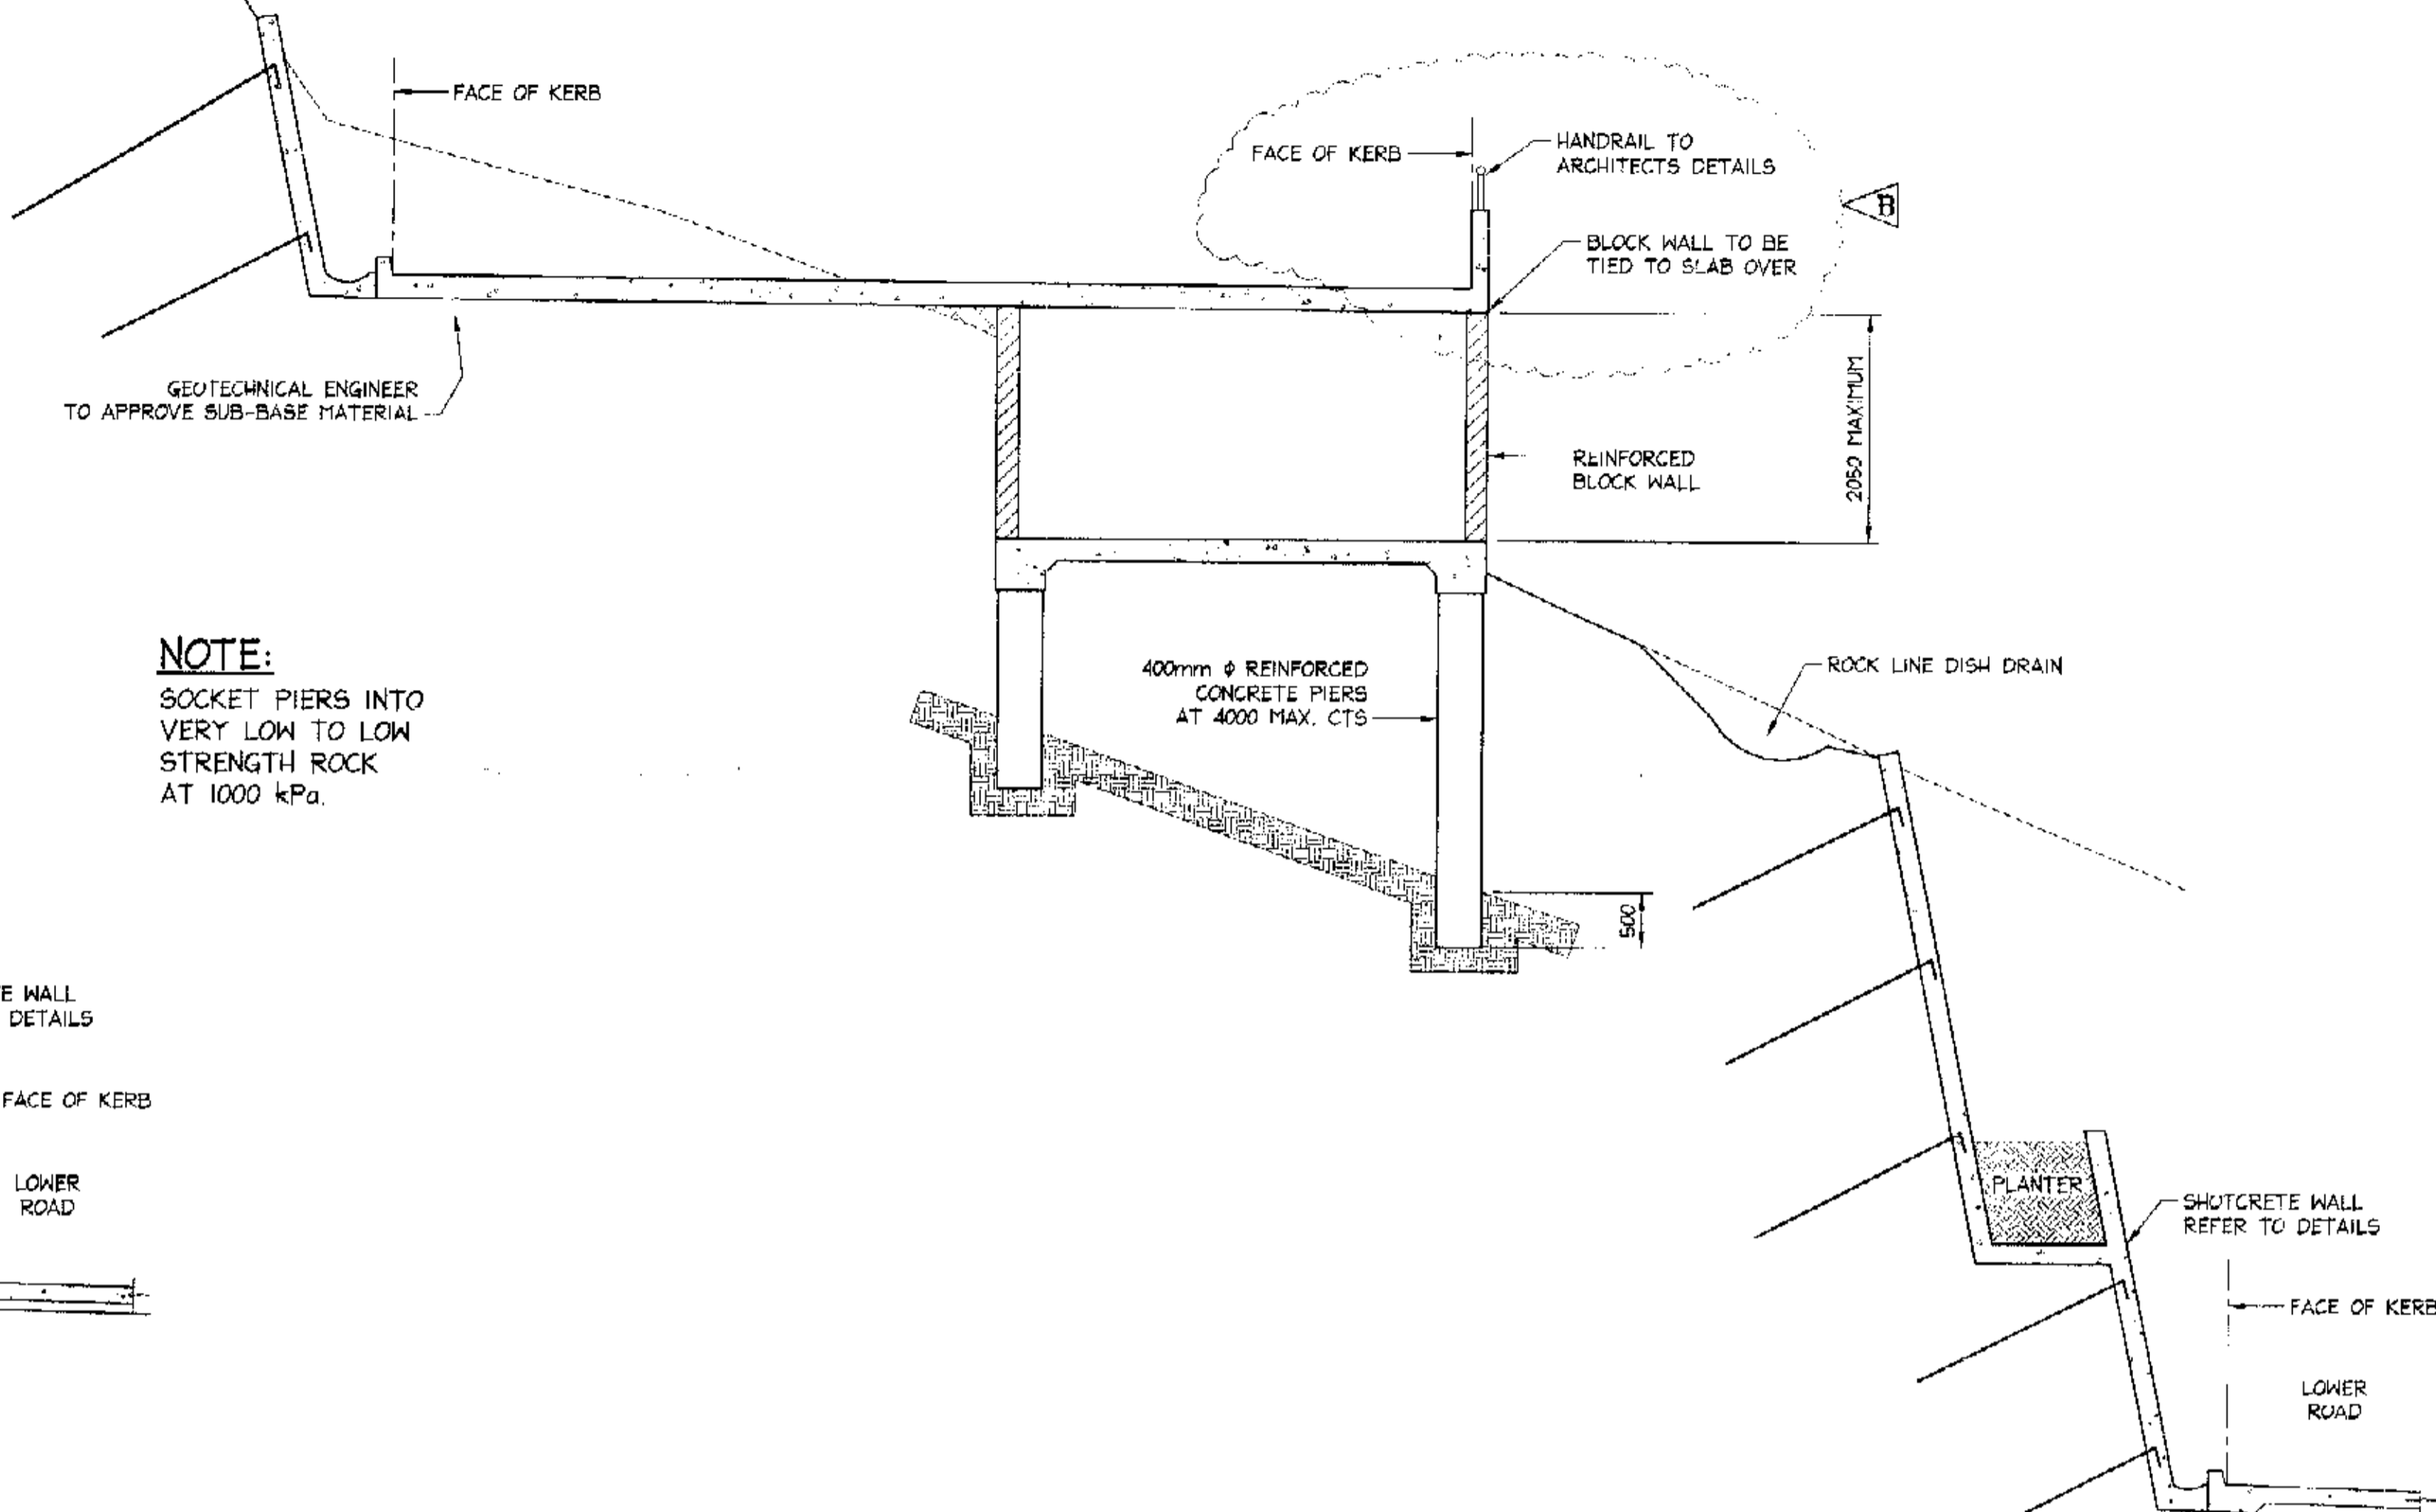 FACE OF KERB
FACE OF KERB
HANDRAIL TO
ARCHITECTS DETAILS
B
BLOCK WALL TO BE
TIED TO SLAB OVER
GEOTECHNICAL ENGINEER
TO APPROVE SUB-BASE MATERIAL
2050 MAXIMUM
REINFORCED
BLOCK WALL
NOTE:
SOCKET PIERS INTO
VERY LOW TO LOW
STRENGTH ROCK
AT 1000 kPa.
400mm φ REINFORCED
CONCRETE PIERS
AT 4000 MAX. CTS
ROCK LINE DISH DRAIN
500
E WALL
DETAILS
FACE OF KERB
LOWER
ROAD
PLANTER
SHOTCRETE WALL
REFER TO DETAILS
FACE OF KERB
LOWER
ROAD